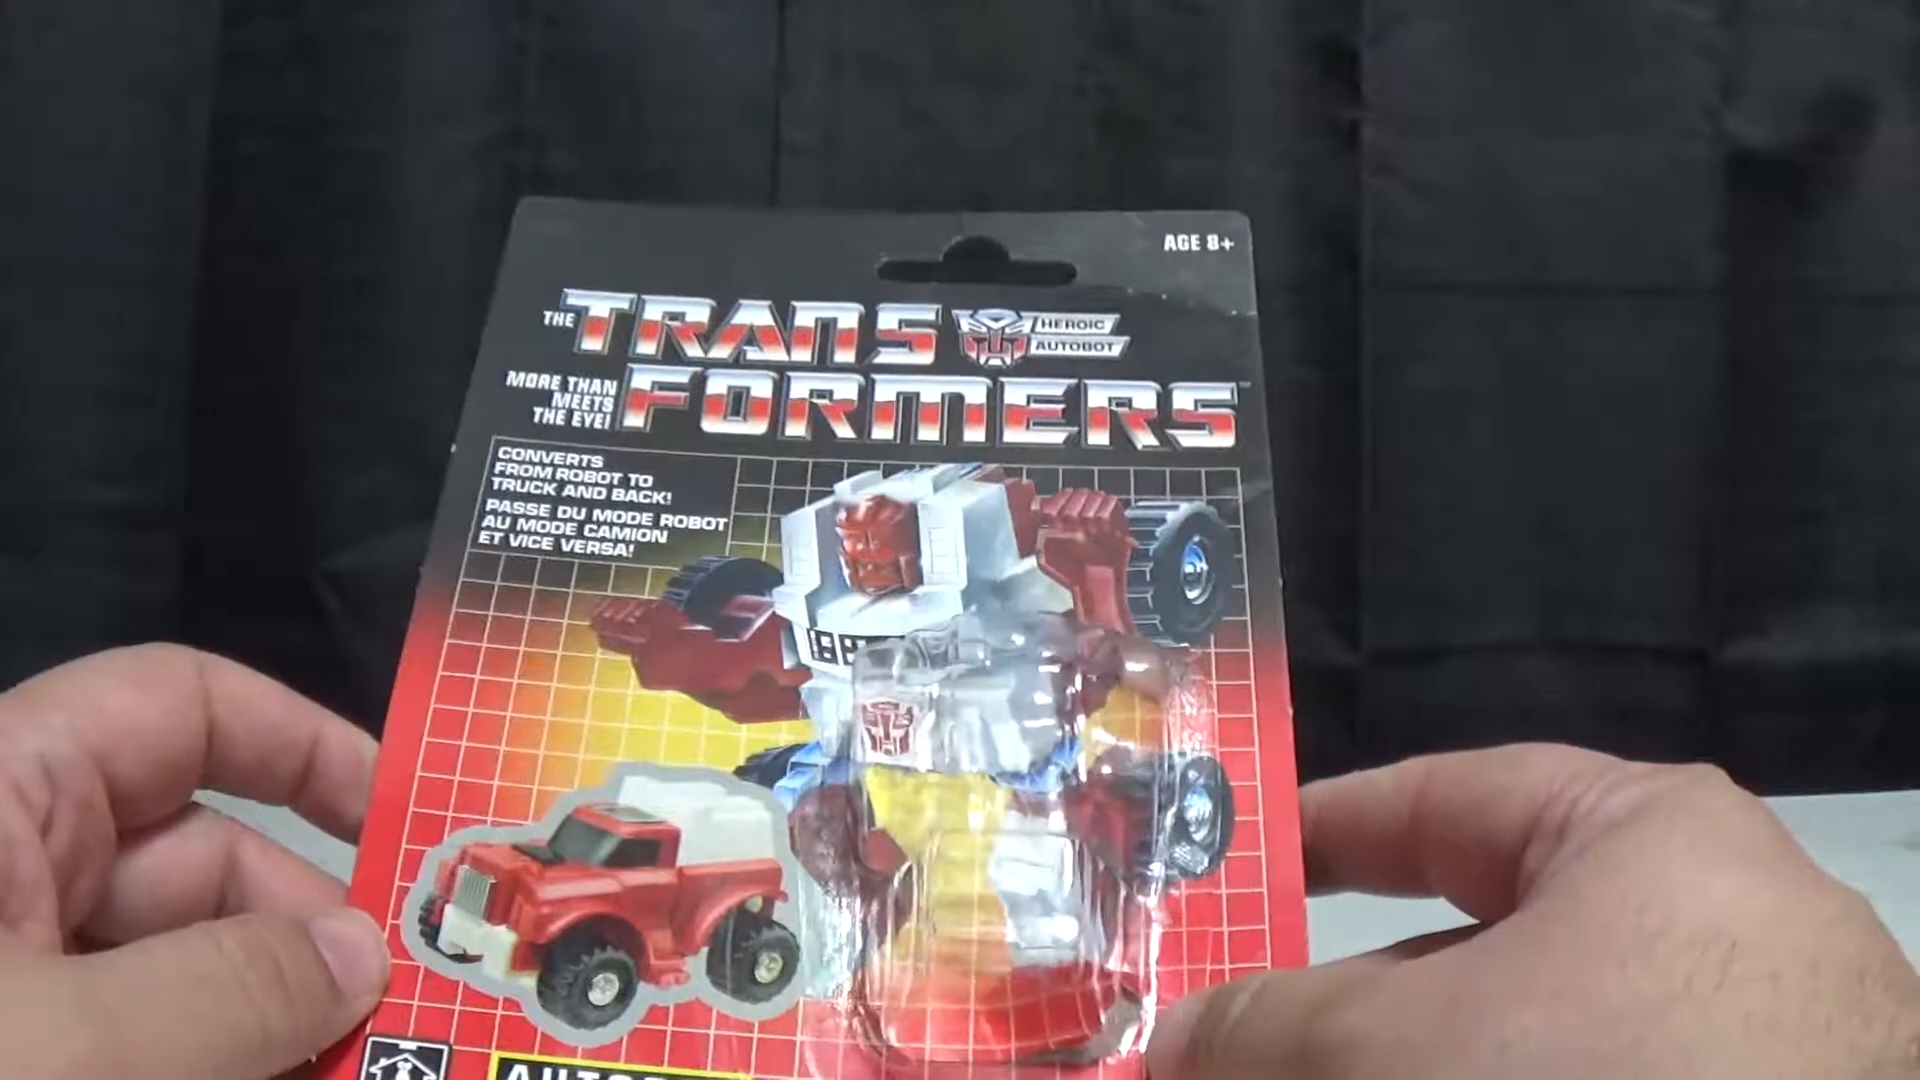 AGE 8+
THE TRANS
HEROIC
AUTOBOT
MORE THAN
MEETS
THE EYE!
FORMERS
CONVERTS
FROM ROBOT TO
TRUCK AND BACK!
PASSE DU MODE ROBOT
AU MODE CAMION
ET VICE VERSA!